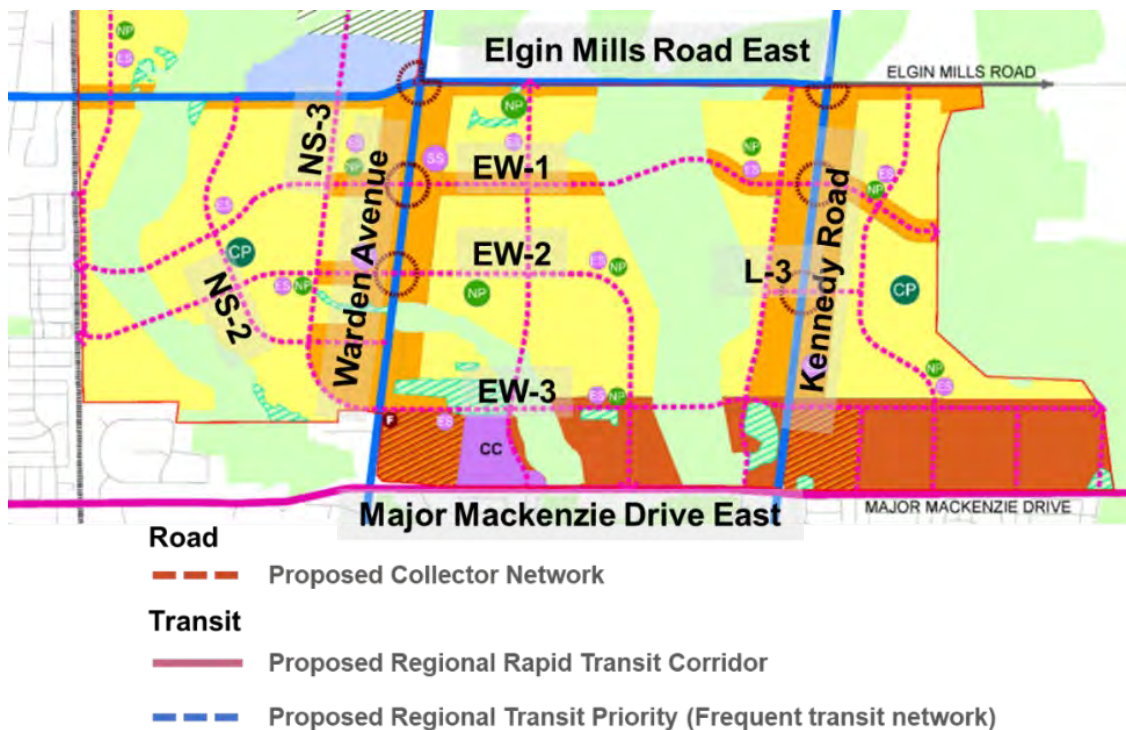 Elgin Mills Road East
ELGIN MILLS ROAD
NP
ES
NP
ES
NS-3
ES
NP
SS
EW-1
NP
ES
ES
NP
ES
CP
NS-2
ES
NP
Warden Avenue
EW-2
NP
ES
NP
L-3
Kennedy Road
CP
NP
ES
EW-3
ES
NP
F
ES
CC
Major Mackenzie Drive East
MAJOR MACKENZIE DRIVE
Road
Proposed Collector Network
Transit
Proposed Regional Rapid Transit Corridor
Proposed Regional Transit Priority (Frequent transit network)